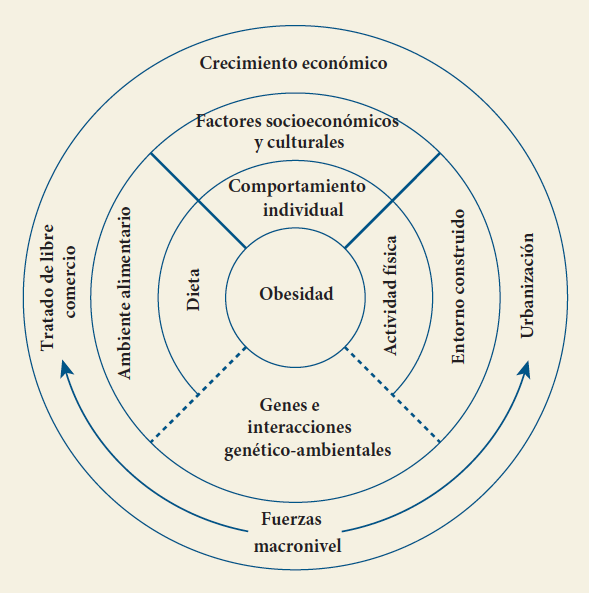 Crecimiento económico
Factores socioeconómicos
y culturales
Comportamiento
individual
Tratado de libre
comercio
Ambiente alimentario
Dieta
Obesidad
Actividad física
Entorno construido
Urbanización
Genes e
interacciones
genético-ambientales
Fuerzas
macronivel